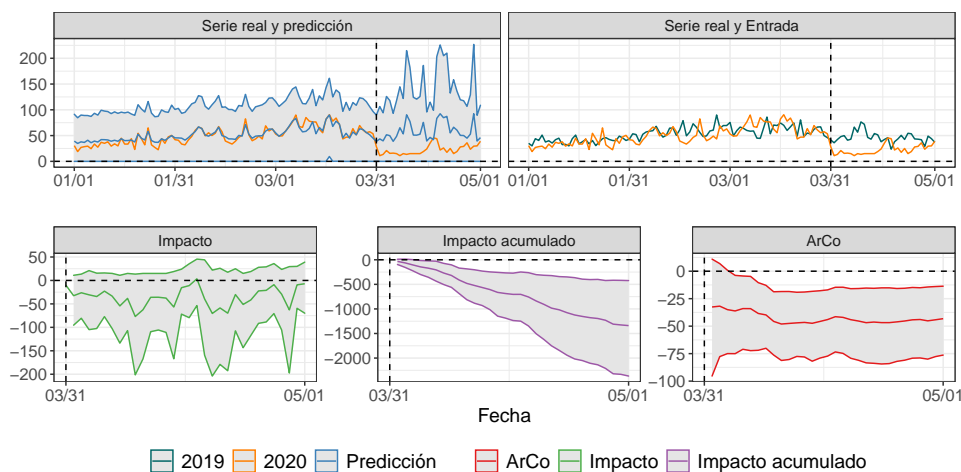 Serie real y predicción
Serie real y Entrada
200
150
100
50
0
01/01 01/31 03/01 03/31 05/01
01/01 01/31 03/01 03/31 05/01
Impacto
Impacto acumulado
ArCo
50
0
−50
−100
−150
−200
03/31 05/01
0
−500
−1000
−1500
−2000
03/31 05/01
0
−25
−50
−75
−100
03/31 05/01
Fecha
2019 2020 Predicción ArCo Impacto Impacto acumulado